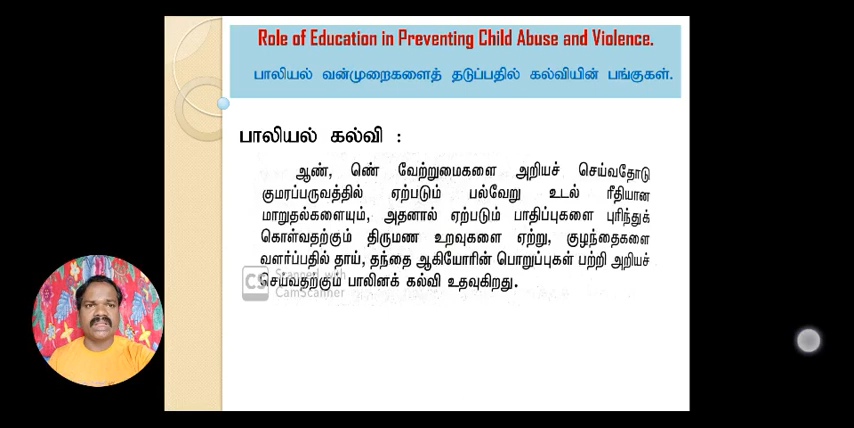 Role of Education in Preventing Child Abuse and Violence.
பாலியல் வன்முறைகளைத் தடுப்பதில் கல்வியின் பங்குகள்.
பாலியல் கல்வி :
ஆண், ண் வேற்றுமைகளை அறியச் செய்வதோடு
குமரப்பருவத்தில் ஏற்படும் பல்வேறு உடல் ரீதியான
மாறுதல்களையும், அதனால் ஏற்படும் பாதிப்புகளை புரிந்துக்
கொள்வதற்கும் திருமண உறவுகளை ஏற்று, குழந்தைகளை
வளர்ப்பதில் தாய், தந்தை ஆகியோரின் பொறுப்புகள் பற்றி அறியச்
செய்வதற்கும் பாலினக் கல்வி உதவுகிறது.
CS Scanned with
CamScanner